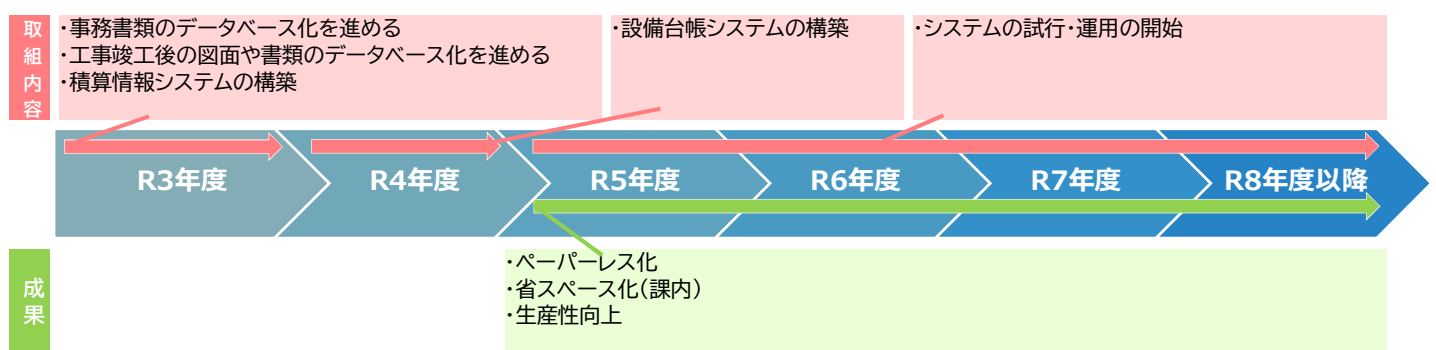 取組内容
・事務書類のデータベース化を進める
・工事竣工後の図面や書類のデータベース化を進める
・積算情報システムの構築
・設備台帳システムの構築
・システムの試行・運用の開始
R3年度
R4年度
R5年度
R6年度
R7年度
R8年度以降
成果
・ペーパーレス化
・省スペース化（課内）
・生産性向上